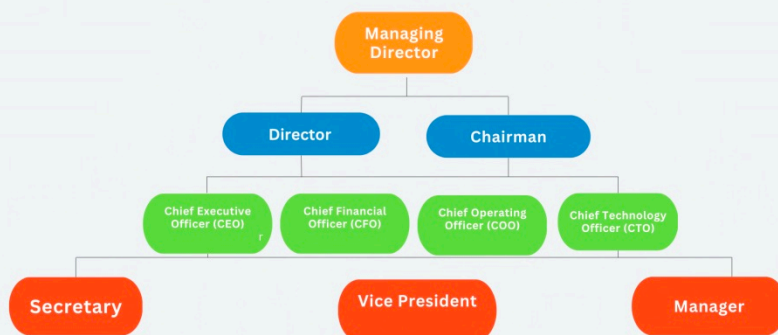 Managing
Director
Director
Chairman
Chief Executive
Officer (CEO)
r
Chief Financial
Officer (CFO)
Chief Operating
Officer (COO)
Chief Technology
Officer (CTO)
Secretary
Vice President
Manager